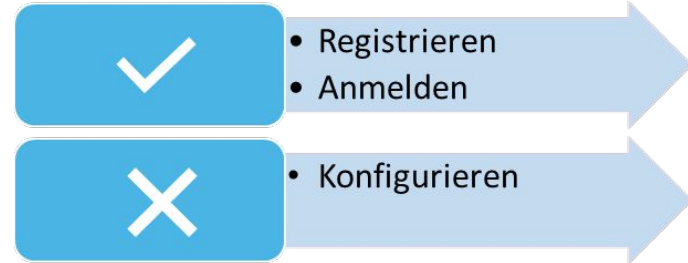 • Registrieren
• Anmelden
• Konfigurieren